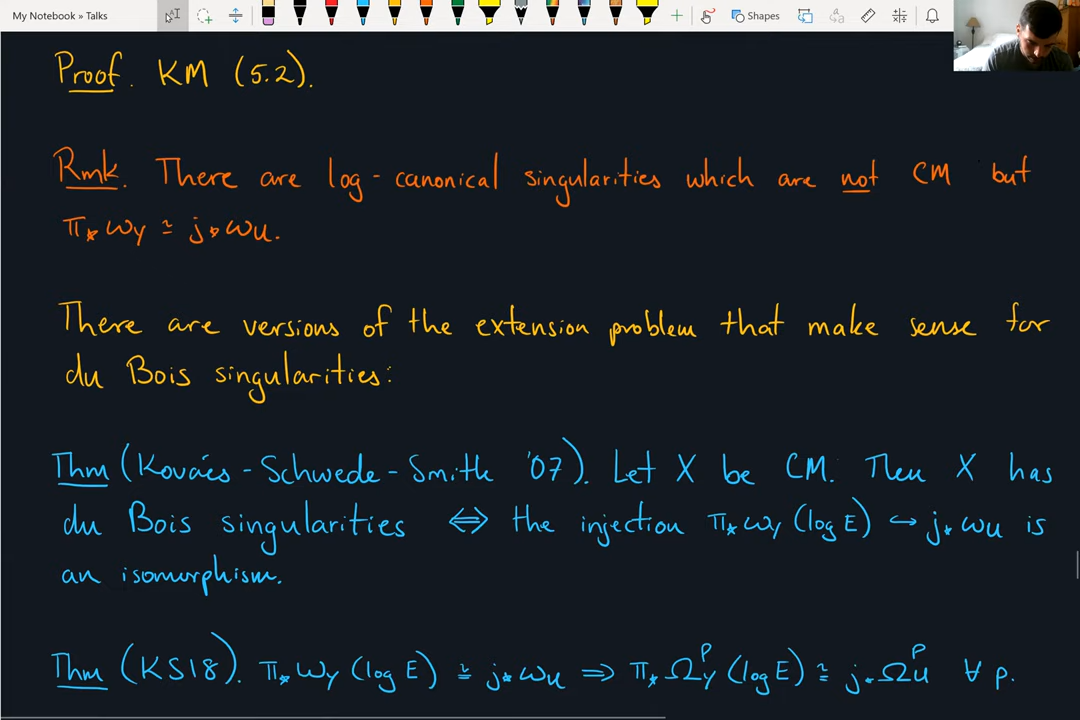 My Notebook » Talks
Shapes
Proof. KM (5.2).
Rmk. There are log-canonical singularities which are not CM but
π⋆ωY ≃ j⋆ωU.
There are versions of the extension problem that make sense for
du Bois singularities:
Thm (Kovács-Schwede-Smith '07). Let X be CM. Then X has
du Bois singularities ⇔ the injection π⋆ωY(log E) ↪ j⋆ωU is
an isomorphism.
Thm (KS18). π⋆ωY(log E) ≅ j⋆ωU ⇒ π⋆Ω^p_Y(log E) ≅ j⋆Ω^p_U ∀ p.